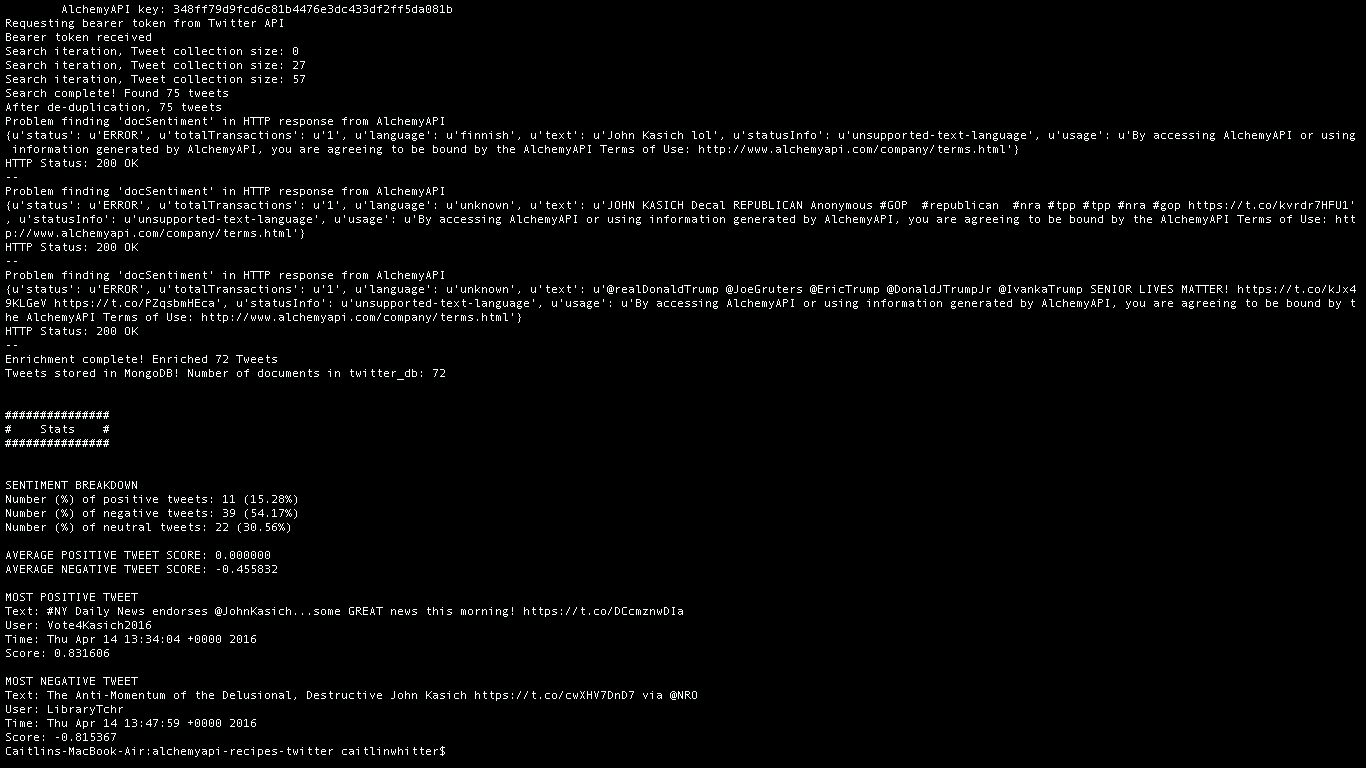 AlchemyAPI key: 348ff79d9fcd6c81b4476e3dc433df2ff5da081b
Requesting bearer token from Twitter API
Bearer token received
Search iteration, Tweet collection size: 0
Search iteration, Tweet collection size: 27
Search iteration, Tweet collection size: 57
Search complete! Found 75 tweets
After de-duplication, 75 tweets
Problem finding 'docSentiment' in HTTP response from AlchemyAPI
{u'status': u'ERROR', u'totalTransactions': u'1', u'language': u'finnish', u'text': u'John Kasich lol', u'statusInfo': u'unsupported-text-language', u'usage': u'By accessing AlchemyAPI or using
 information generated by AlchemyAPI, you are agreeing to be bound by the AlchemyAPI Terms of Use: http://www.alchemyapi.com/company/terms.html'}
HTTP Status: 200 OK
--
Problem finding 'docSentiment' in HTTP response from AlchemyAPI
{u'status': u'ERROR', u'totalTransactions': u'1', u'language': u'unknown', u'text': u'JOHN KASICH Decal REPUBLICAN Anonymous #GOP  #republican  #nra #tpp #tpp #nra #gop https://t.co/kvrdr7HFU1'
, u'statusInfo': u'unsupported-text-language', u'usage': u'By accessing AlchemyAPI or using information generated by AlchemyAPI, you are agreeing to be bound by the AlchemyAPI Terms of Use: htt
p://www.alchemyapi.com/company/terms.html'}
HTTP Status: 200 OK
--
Problem finding 'docSentiment' in HTTP response from AlchemyAPI
{u'status': u'ERROR', u'totalTransactions': u'1', u'language': u'unknown', u'text': u'@realDonaldTrump @JoeGruters @EricTrump @DonaldJTrumpJr @IvankaTrump SENIOR LIVES MATTER! https://t.co/kJx4
9KLGeV https://t.co/PZqsbmHEca', u'statusInfo': u'unsupported-text-language', u'usage': u'By accessing AlchemyAPI or using information generated by AlchemyAPI, you are agreeing to be bound by t
he AlchemyAPI Terms of Use: http://www.alchemyapi.com/company/terms.html'}
HTTP Status: 200 OK
--
Enrichment complete! Enriched 72 Tweets
Tweets stored in MongoDB! Number of documents in twitter_db: 72
###############
#    Stats    #
###############
SENTIMENT BREAKDOWN
Number (%) of positive tweets: 11 (15.28%)
Number (%) of negative tweets: 39 (54.17%)
Number (%) of neutral tweets: 22 (30.56%)
AVERAGE POSITIVE TWEET SCORE: 0.000000
AVERAGE NEGATIVE TWEET SCORE: -0.455832
MOST POSITIVE TWEET
Text: #NY Daily News endorses @JohnKasich...some GREAT news this morning! https://t.co/DCcmznwDIa
User: Vote4Kasich2016
Time: Thu Apr 14 13:34:04 +0000 2016
Score: 0.831606
MOST NEGATIVE TWEET
Text: The Anti-Momentum of the Delusional, Destructive John Kasich https://t.co/cwXHV7DnD7 via @NRO
User: LibraryTchr
Time: Thu Apr 14 13:47:59 +0000 2016
Score: -0.815367
Caitlins-MacBook-Air:alchemyapi-recipes-twitter caitlinwhitter$